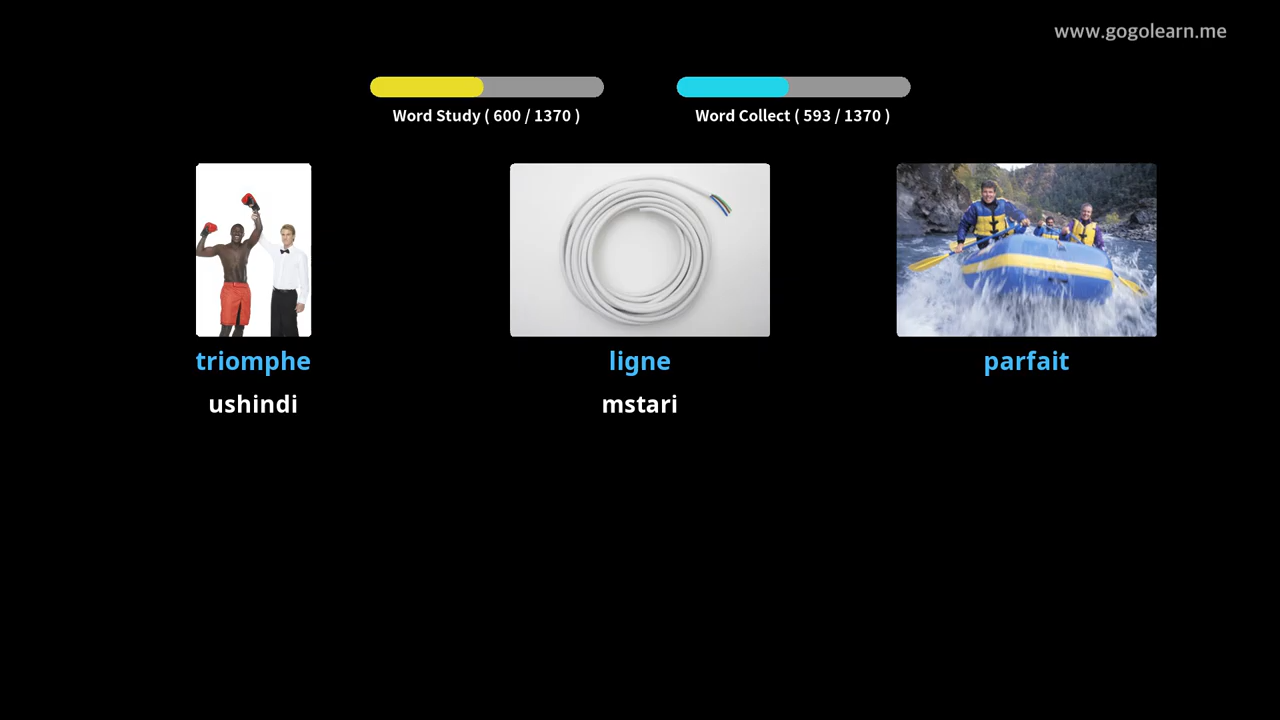 www.gogolearn.me
Word Study ( 600 / 1370 )
Word Collect ( 593 / 1370 )
triomphe
ligne
parfait
ushindi
mstari